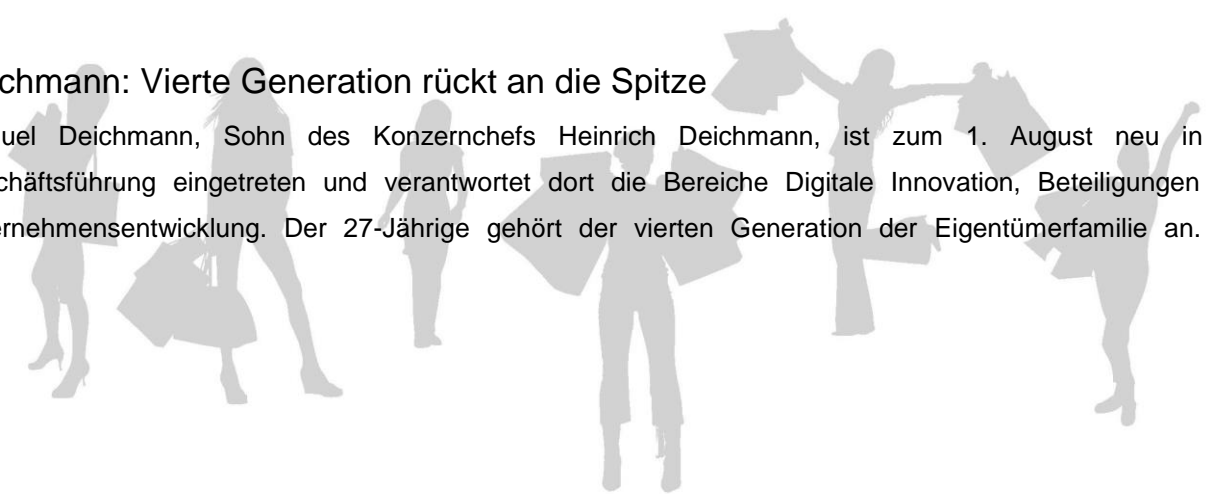 chmann: Vierte Generation rückt an die Spitze
uel Deichmann, Sohn des Konzernchefs Heinrich Deichmann, ist zum 1. August neu in
chäftsführung eingetreten und verantwortet dort die Bereiche Digitale Innovation, Beteiligungen
ernehmensentwicklung. Der 27-Jährige gehört der vierten Generation der Eigentümerfamilie an.